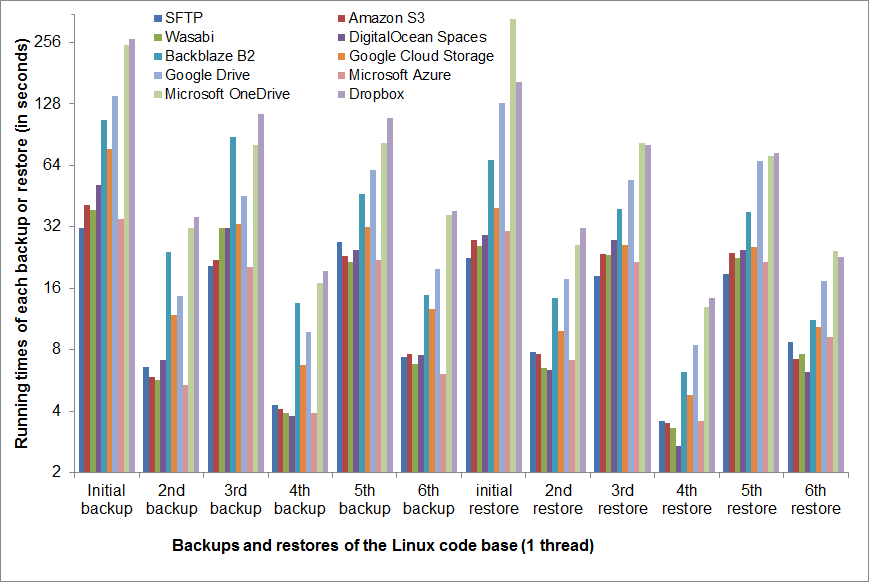 SFTP
Amazon S3
Wasabi
DigitalOcean Spaces
Backblaze B2
Google Cloud Storage
Google Drive
Microsoft Azure
Microsoft OneDrive
Dropbox
Running times of each backup or restore (in seconds)
256
128
64
32
16
8
4
2
Initial backup
2nd backup
3rd backup
4th backup
5th backup
6th backup
initial restore
2nd restore
3rd restore
4th restore
5th restore
6th restore
Backups and restores of the Linux code base (1 thread)